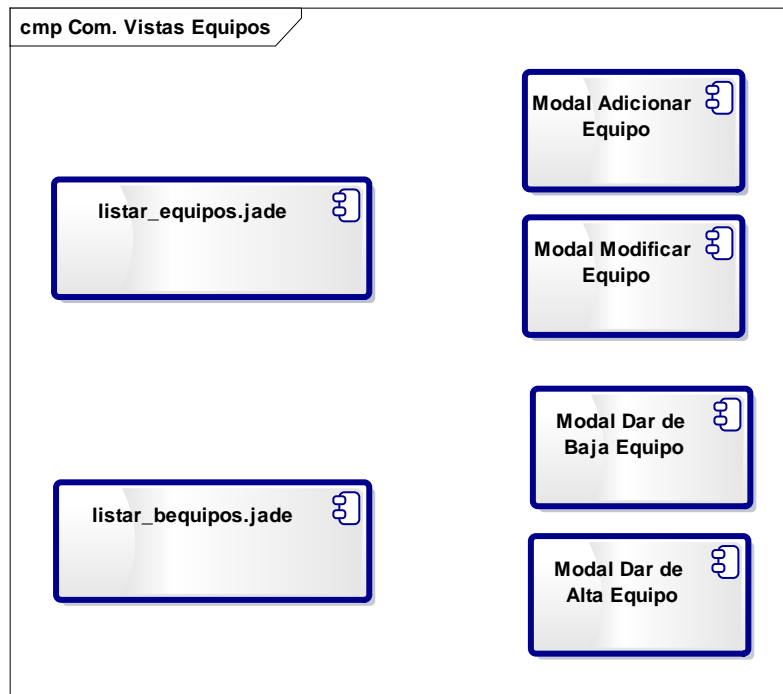 cmp Com. Vistas Equipos
Modal Adicionar
Equipo
listar_equipos.jade
Modal Modificar
Equipo
Modal Dar de
Baja Equipo
listar_bequipos.jade
Modal Dar de
Alta Equipo